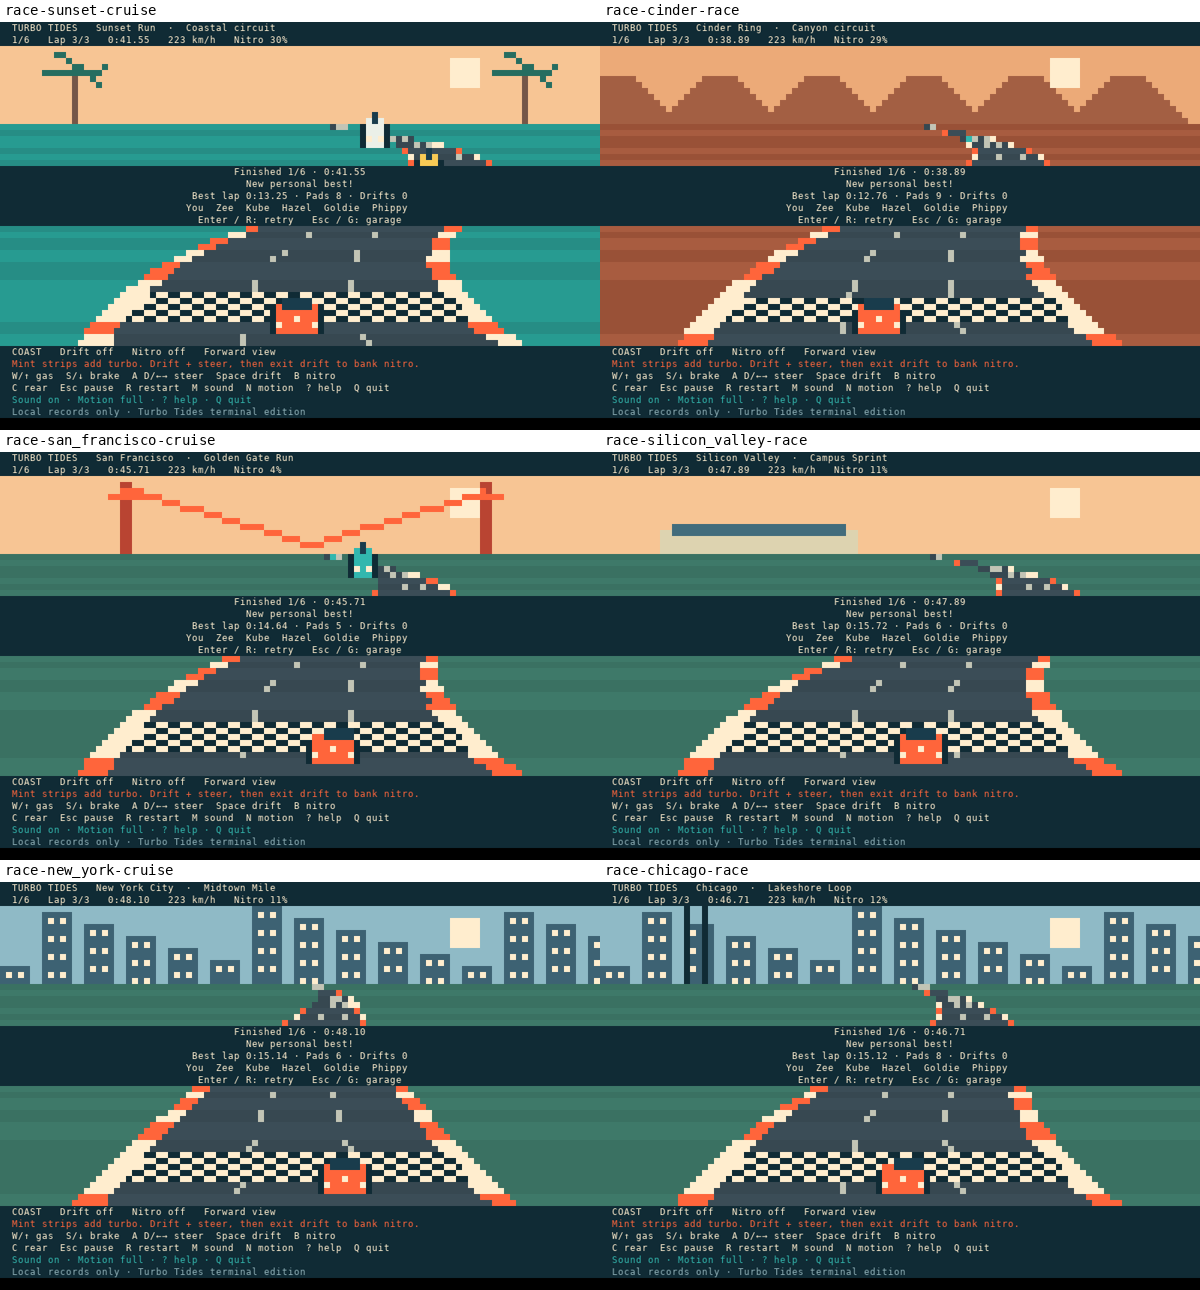 race-sunset-cruise
TURBO TIDES   Sunset Run  ·  Coastal circuit
1/6   Lap 3/3   0:41.55   223 km/h   Nitro 30%
Finished 1/6 · 0:41.55
New personal best!
Best lap 0:13.25 · Pads 8 · Drifts 0
You  Zee  Kube  Hazel  Goldie  Phippy
Enter / R: retry   Esc / G: garage
COAST   Drift off   Nitro off   Forward view
Mint strips add turbo. Drift + steer, then exit drift to bank nitro.
W/↑ gas  S/↓ brake  A D/←→ steer  Space drift  B nitro
C rear  Esc pause  R restart  M sound  N motion  ? help  Q quit
Sound on · Motion full · ? help · Q quit
Local records only · Turbo Tides terminal edition
race-cinder-race
TURBO TIDES   Cinder Ring  ·  Canyon circuit
1/6   Lap 3/3   0:38.89   223 km/h   Nitro 29%
Finished 1/6 · 0:38.89
New personal best!
Best lap 0:12.76 · Pads 9 · Drifts 0
You  Zee  Kube  Hazel  Goldie  Phippy
Enter / R: retry   Esc / G: garage
COAST   Drift off   Nitro off   Forward view
Mint strips add turbo. Drift + steer, then exit drift to bank nitro.
W/↑ gas  S/↓ brake  A D/←→ steer  Space drift  B nitro
C rear  Esc pause  R restart  M sound  N motion  ? help  Q quit
Sound on · Motion full · ? help · Q quit
Local records only · Turbo Tides terminal edition
race-san_francisco-cruise
TURBO TIDES   San Francisco  ·  Golden Gate Run
1/6   Lap 3/3   0:45.71   223 km/h   Nitro 4%
Finished 1/6 · 0:45.71
New personal best!
Best lap 0:14.64 · Pads 5 · Drifts 0
You  Zee  Kube  Hazel  Goldie  Phippy
Enter / R: retry   Esc / G: garage
COAST   Drift off   Nitro off   Forward view
Mint strips add turbo. Drift + steer, then exit drift to bank nitro.
W/↑ gas  S/↓ brake  A D/←→ steer  Space drift  B nitro
C rear  Esc pause  R restart  M sound  N motion  ? help  Q quit
Sound on · Motion full · ? help · Q quit
Local records only · Turbo Tides terminal edition
race-silicon_valley-race
TURBO TIDES   Silicon Valley  ·  Campus Sprint
1/6   Lap 3/3   0:47.89   223 km/h   Nitro 11%
Finished 1/6 · 0:47.89
New personal best!
Best lap 0:15.72 · Pads 6 · Drifts 0
You  Zee  Kube  Hazel  Goldie  Phippy
Enter / R: retry   Esc / G: garage
COAST   Drift off   Nitro off   Forward view
Mint strips add turbo. Drift + steer, then exit drift to bank nitro.
W/↑ gas  S/↓ brake  A D/←→ steer  Space drift  B nitro
C rear  Esc pause  R restart  M sound  N motion  ? help  Q quit
Sound on · Motion full · ? help · Q quit
Local records only · Turbo Tides terminal edition
race-new_york-cruise
TURBO TIDES   New York City  ·  Midtown Mile
1/6   Lap 3/3   0:48.10   223 km/h   Nitro 11%
Finished 1/6 · 0:48.10
New personal best!
Best lap 0:15.14 · Pads 6 · Drifts 0
You  Zee  Kube  Hazel  Goldie  Phippy
Enter / R: retry   Esc / G: garage
COAST   Drift off   Nitro off   Forward view
Mint strips add turbo. Drift + steer, then exit drift to bank nitro.
W/↑ gas  S/↓ brake  A D/←→ steer  Space drift  B nitro
C rear  Esc pause  R restart  M sound  N motion  ? help  Q quit
Sound on · Motion full · ? help · Q quit
Local records only · Turbo Tides terminal edition
race-chicago-race
TURBO TIDES   Chicago  ·  Lakeshore Loop
1/6   Lap 3/3   0:46.71   223 km/h   Nitro 12%
Finished 1/6 · 0:46.71
New personal best!
Best lap 0:15.12 · Pads 8 · Drifts 0
You  Zee  Kube  Hazel  Goldie  Phippy
Enter / R: retry   Esc / G: garage
COAST   Drift off   Nitro off   Forward view
Mint strips add turbo. Drift + steer, then exit drift to bank nitro.
W/↑ gas  S/↓ brake  A D/←→ steer  Space drift  B nitro
C rear  Esc pause  R restart  M sound  N motion  ? help  Q quit
Sound on · Motion full · ? help · Q quit
Local records only · Turbo Tides terminal edition